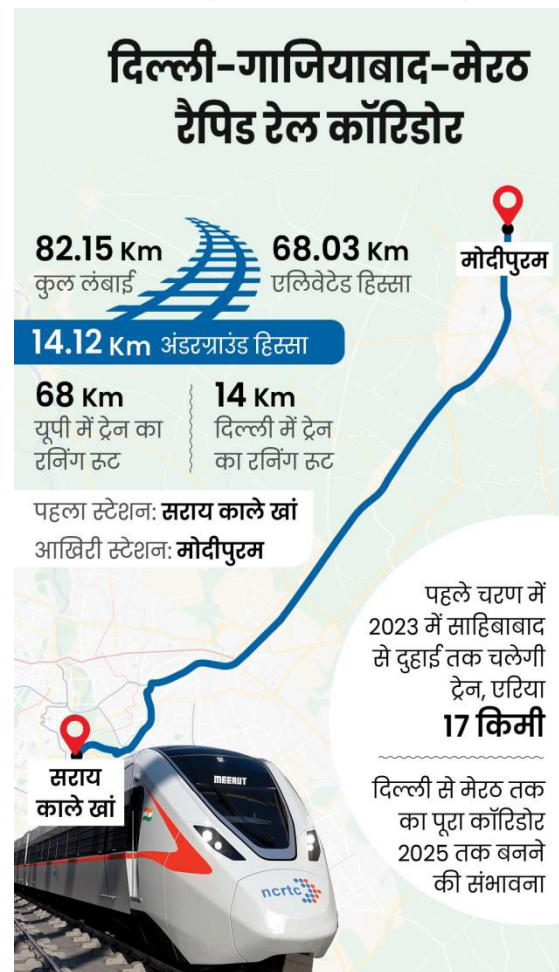 दिल्ली-गाजियाबाद-मेरठ
रैपिड रेल कॉरिडोर
82.15 Km
कुल लंबाई
68.03 Km
एलिवेटेड हिस्सा
मोदीपुरम
14.12 Km अंडरग्राउंड हिस्सा
68 Km
यूपी में ट्रेन का
रनिंग रूट
14 Km
दिल्ली में ट्रेन
का रनिंग रूट
पहला स्टेशन: सराय काले खां
आखिरी स्टेशन: मोदीपुरम
पहले चरण में
2023 में साहिबाबाद
से दुहाई तक चलेगी
ट्रेन, एरिया
17 किमी
दिल्ली से मेरठ तक
का पूरा कॉरिडोर
2025 तक बनने
की संभावना
सराय
काले खां
MEERUT
ncrtc